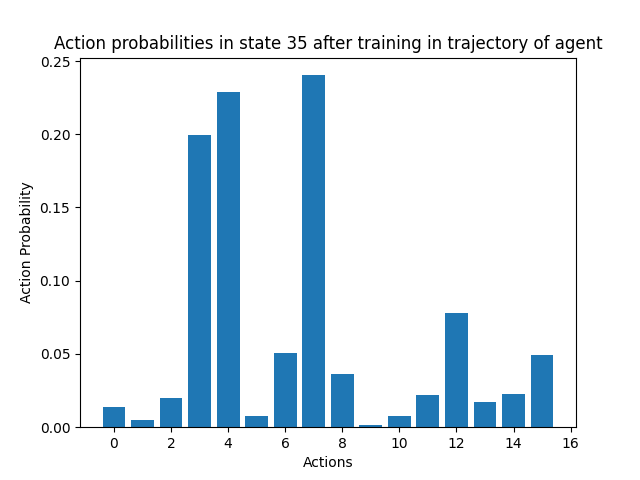 Action probabilities in state 35 after training in trajectory of agent
0.25
0.20
0.15
0.10
0.05
0.00
Action Probability
0 2 4 6 8 10 12 14 16
Actions